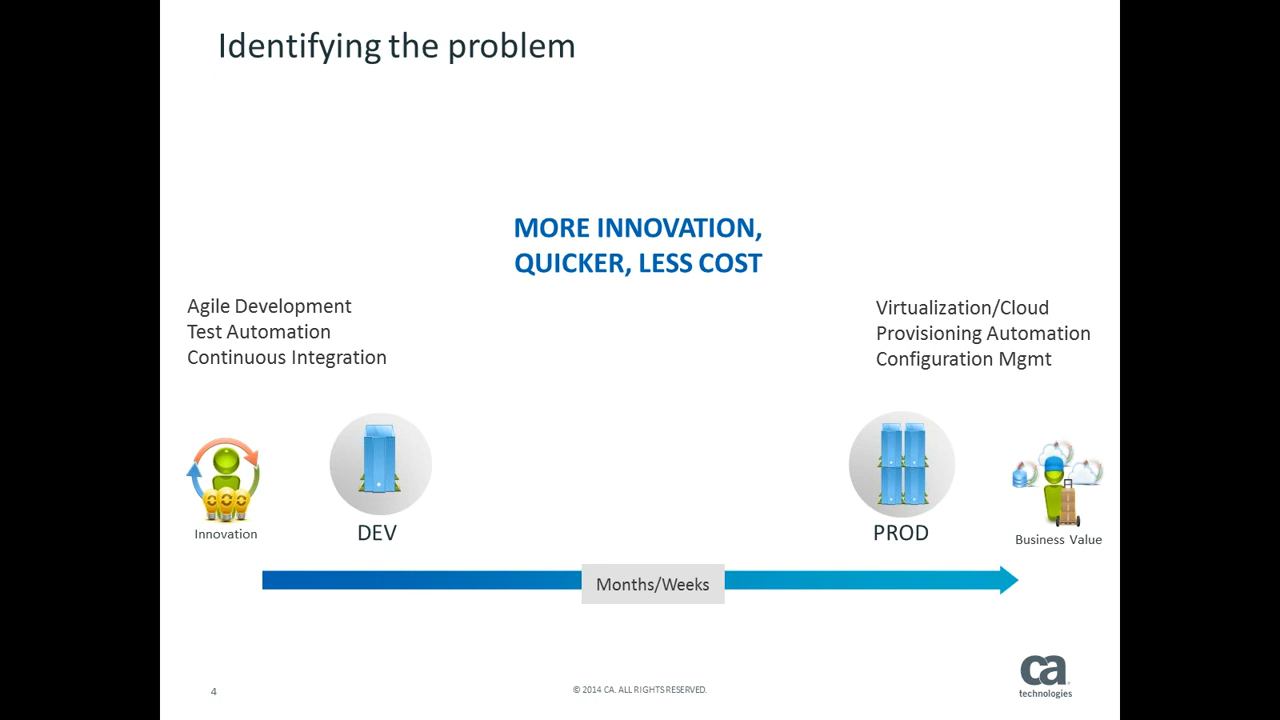 Identifying the problem
MORE INNOVATION,
QUICKER, LESS COST
Agile Development
Test Automation
Continuous Integration
Virtualization/Cloud
Provisioning Automation
Configuration Mgmt
Innovation
DEV
PROD
Business Value
Months/Weeks
4
© 2014 CA. ALL RIGHTS RESERVED.
ca
technologies